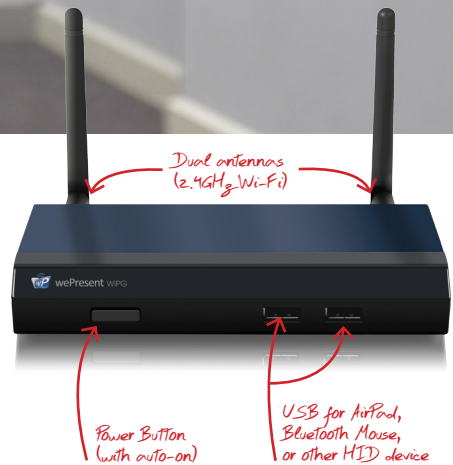 Dual antennas
(2.4GHz Wi-Fi)
wP wePresent WiPG
Power Button
(with auto-on)
USB for AirPad,
Bluetooth Mouse,
or other HID device